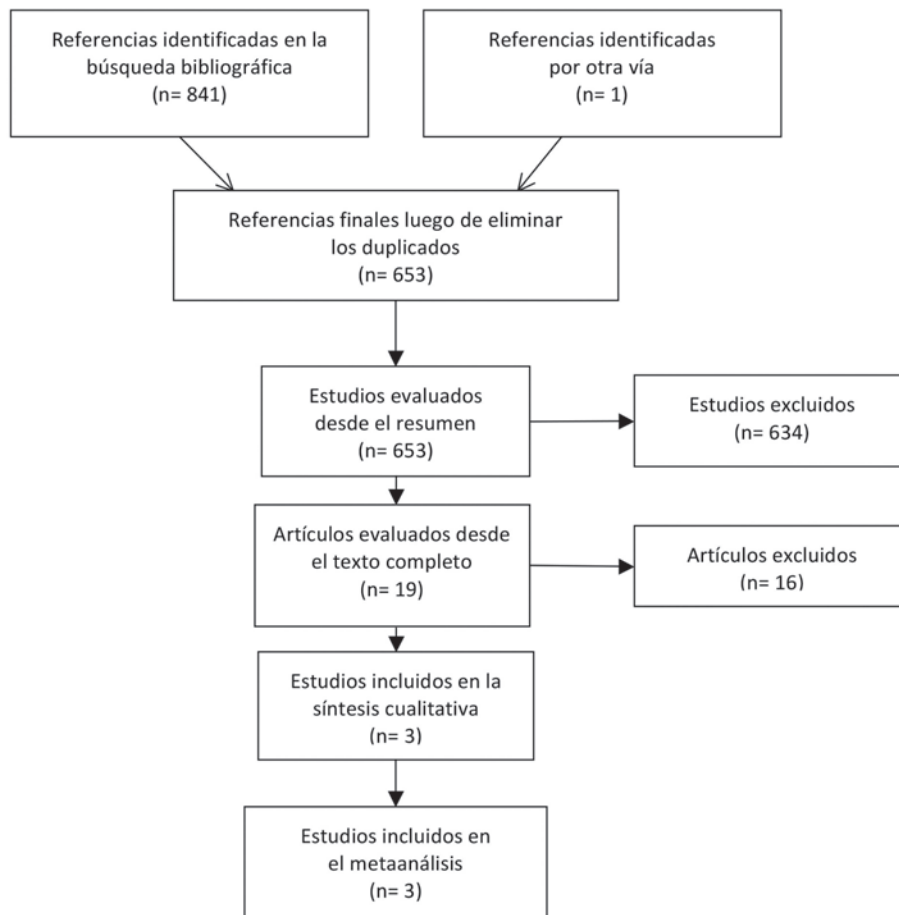 Referencias identificadas en la
búsqueda bibliográfica
(n= 841)
Referencias identificadas
por otra vía
(n= 1)
Referencias finales luego de eliminar
los duplicados
(n= 653)
Estudios evaluados
desde el resumen
(n= 653)
Estudios excluidos
(n= 634)
Artículos evaluados desde
el texto completo
(n= 19)
Artículos excluidos
(n= 16)
Estudios incluidos en la
síntesis cualitativa
(n= 3)
Estudios incluidos en
el metaanálisis
(n= 3)